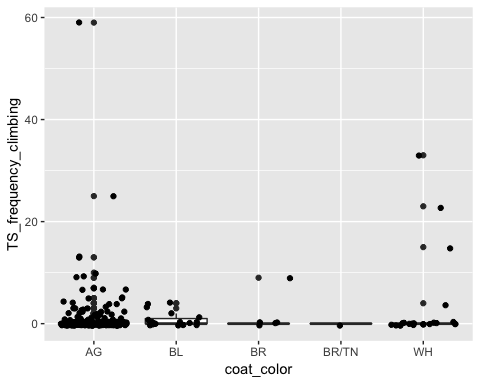 60
40
20
0
TS_frequency_climbing
AG BL BR BR/TN WH
coat_color